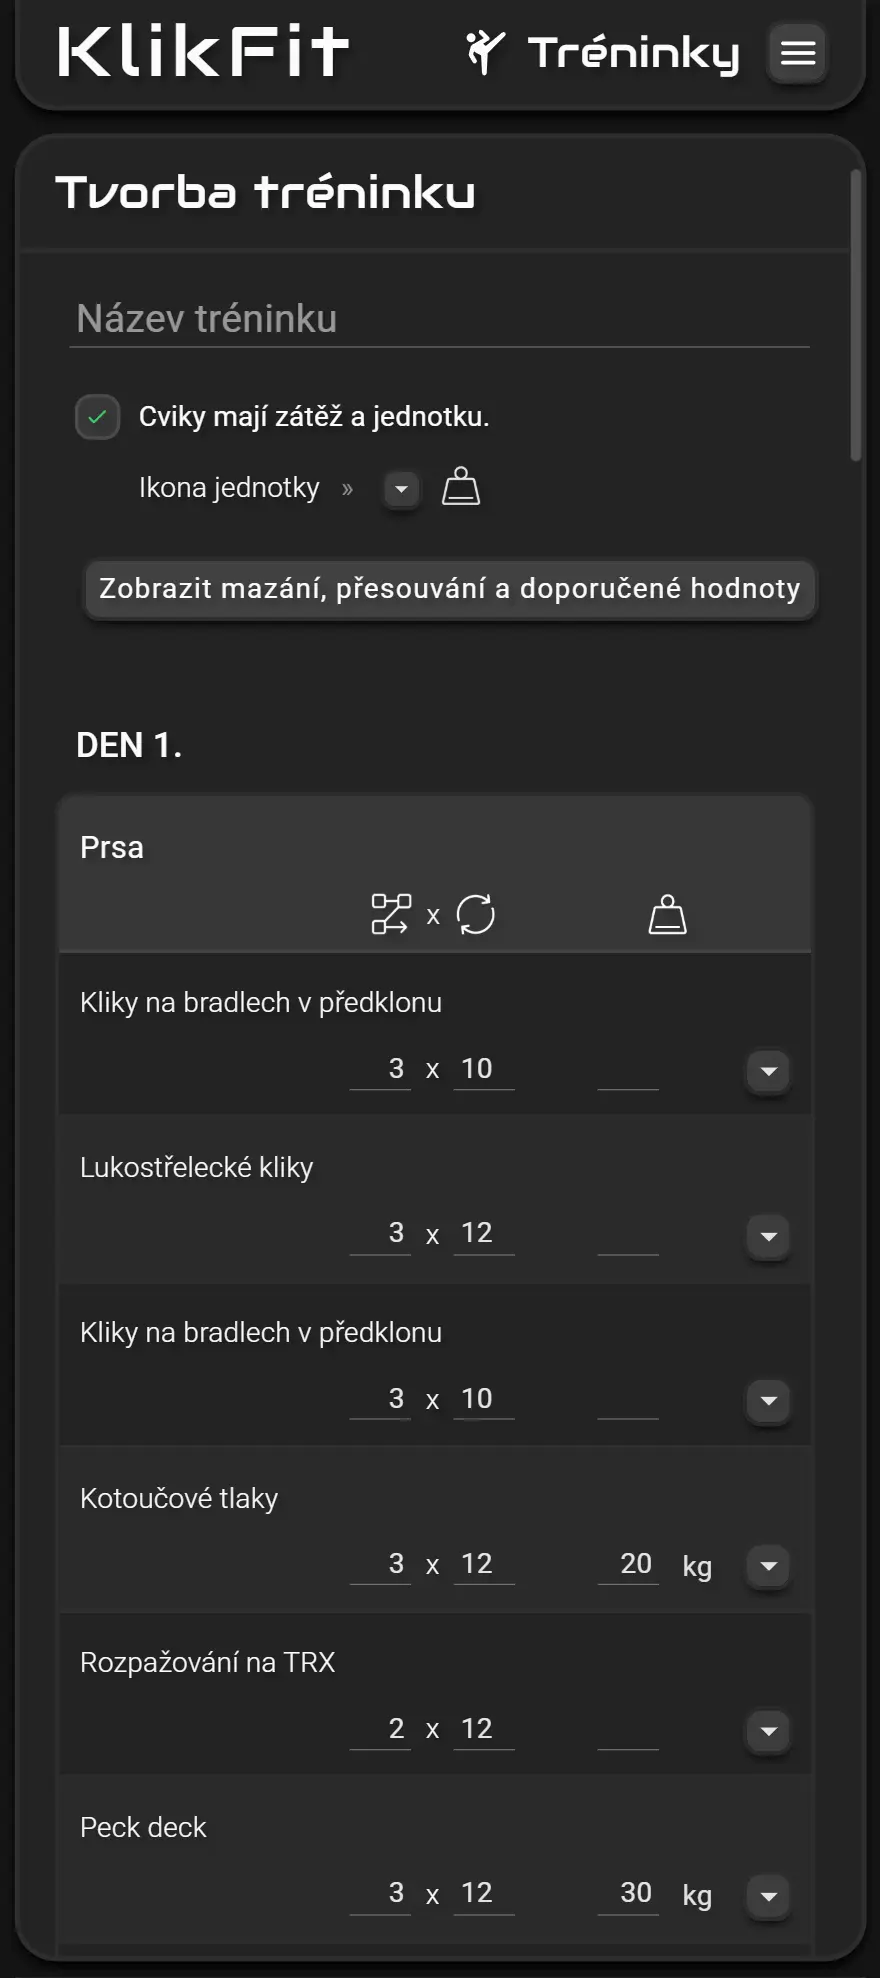 KlikFit
Tréninky
Tvorba tréninku
Název tréninku
Cviky mají zátěž a jednotku.
Ikona jednotky »
Zobrazit mazání, přesouvání a doporučené hodnoty
DEN 1.
Prsa
x
Kliky na bradlech v předklonu
3 x 10
Lukostřelecké kliky
3 x 12
Kliky na bradlech v předklonu
3 x 10
Kotoučové tlaky
3 x 12 20 kg
Rozpažování na TRX
2 x 12
Peck deck
3 x 12 30 kg